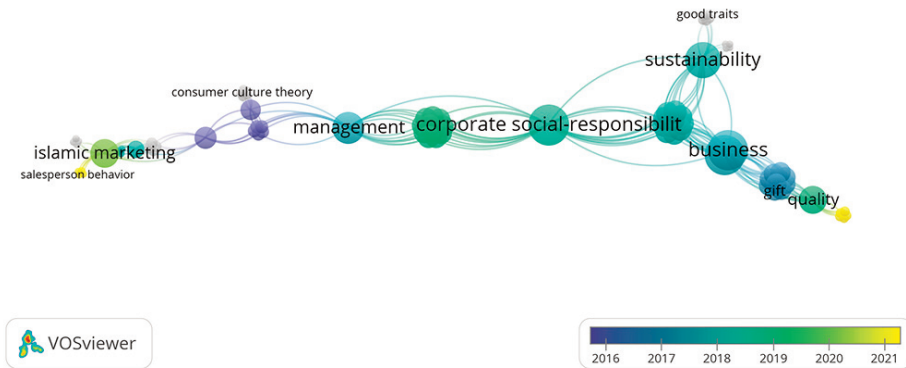 good traits
sustainability
consumer culture theory
management
corporate social-responsibilit
islamic marketing
business
salesperson behavior
gift
quality
VOSviewer
2016 2017 2018 2019 2020 2021